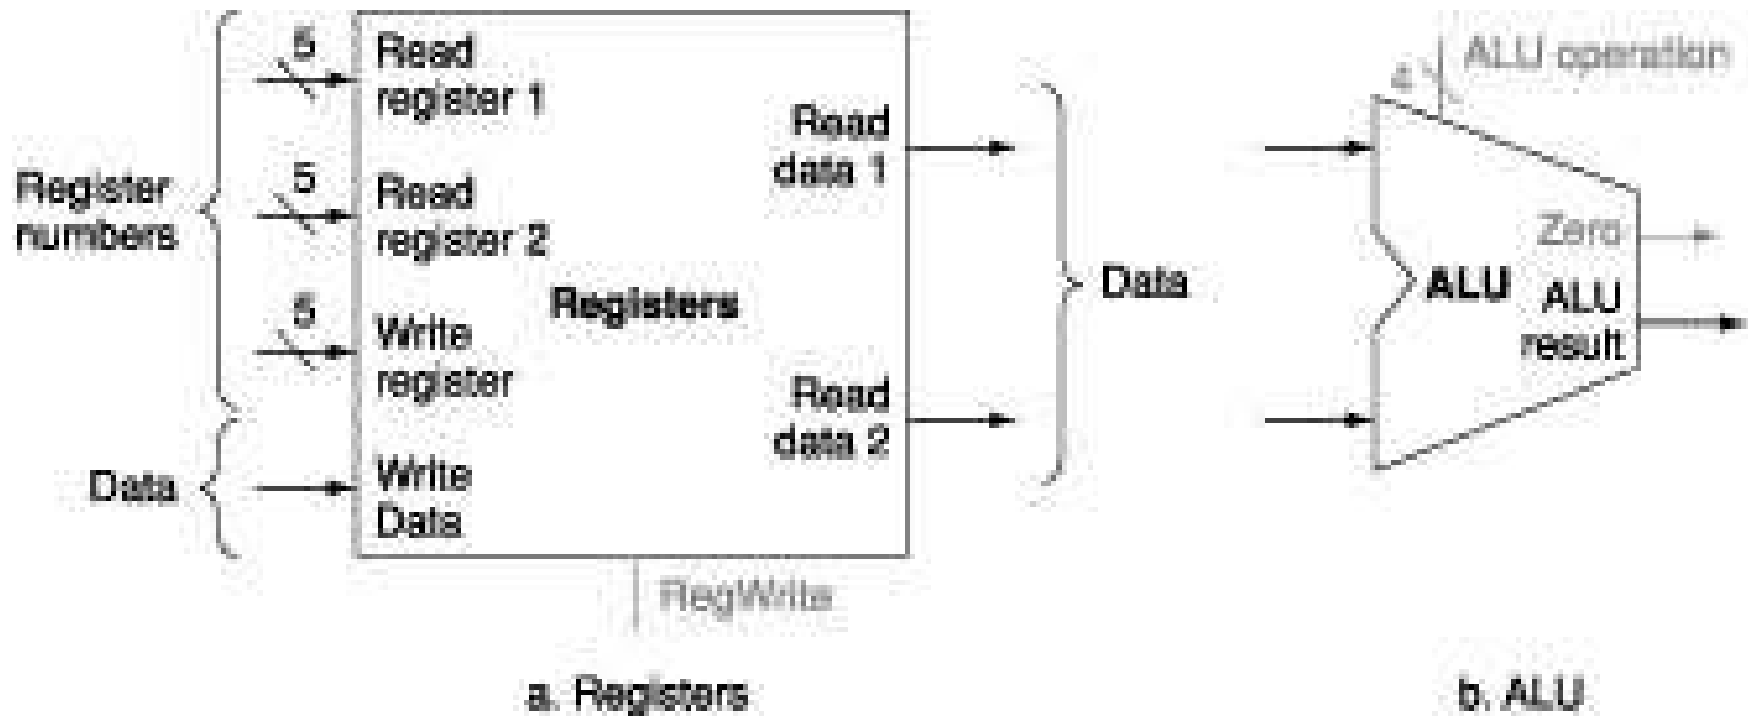 Register
numbers
Data
5
5
5
Read
register 1
Read
register 2
Write
register
Write
Data
Registers
Read
data 1
Read
data 2
RegWrite
a. Registers
Data
4
ALU operation
ALU
Zero
ALU
result
b. ALU